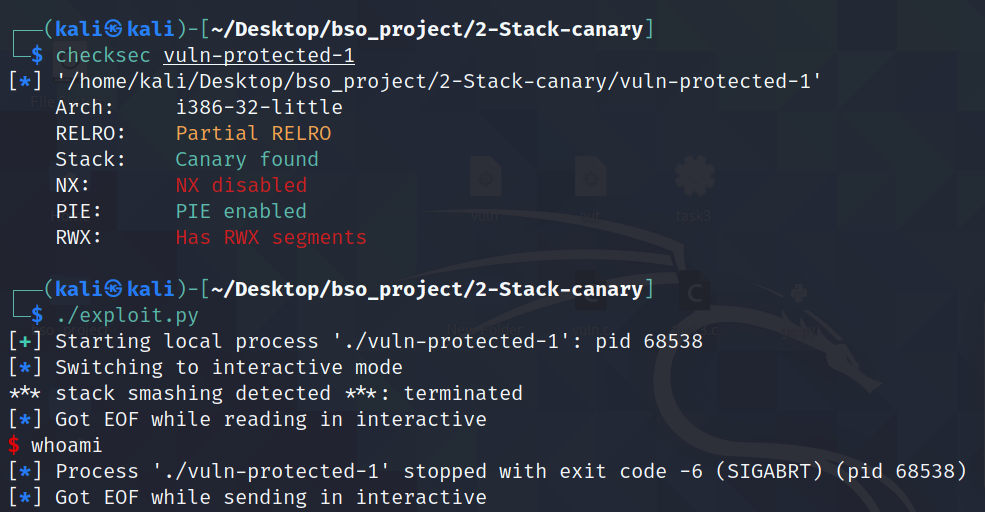 (kali㉿kali)-[~/Desktop/bso_project/2-Stack-canary]
$ checksec vuln-protected-1
[*] '/home/kali/Desktop/bso_project/2-Stack-canary/vuln-protected-1'
Arch: i386-32-little
RELRO: Partial RELRO
Stack: Canary found
NX: NX disabled
PIE: PIE enabled
RWX: Has RWX segments
(kali㉿kali)-[~/Desktop/bso_project/2-Stack-canary]
$ ./exploit.py
[+] Starting local process './vuln-protected-1': pid 68538
[*] Switching to interactive mode
*** stack smashing detected ***: terminated
[*] Got EOF while reading in interactive
$ whoami
[*] Process './vuln-protected-1' stopped with exit code -6 (SIGABRT) (pid 68538)
[*] Got EOF while sending in interactive